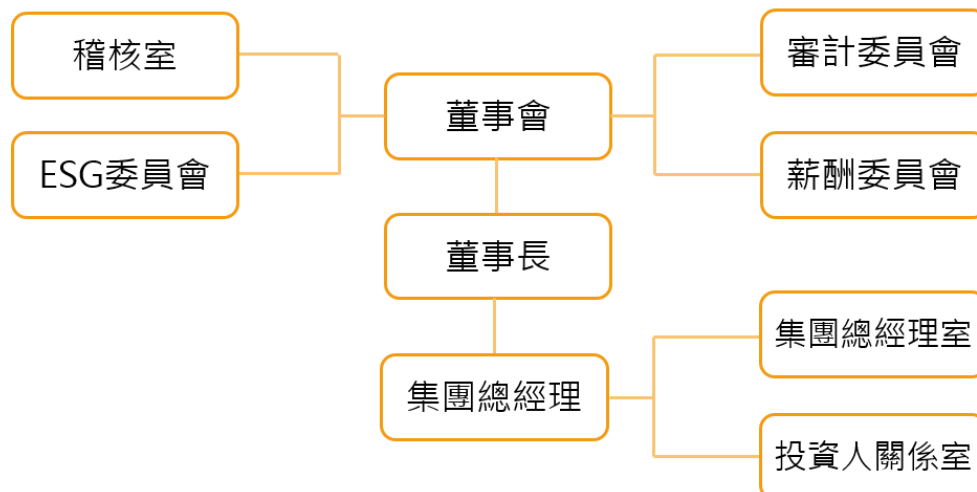 稽核室
審計委員會
董事會
ESG委員會
薪酬委員會
董事長
集團總經理室
集團總經理
投資人關係室